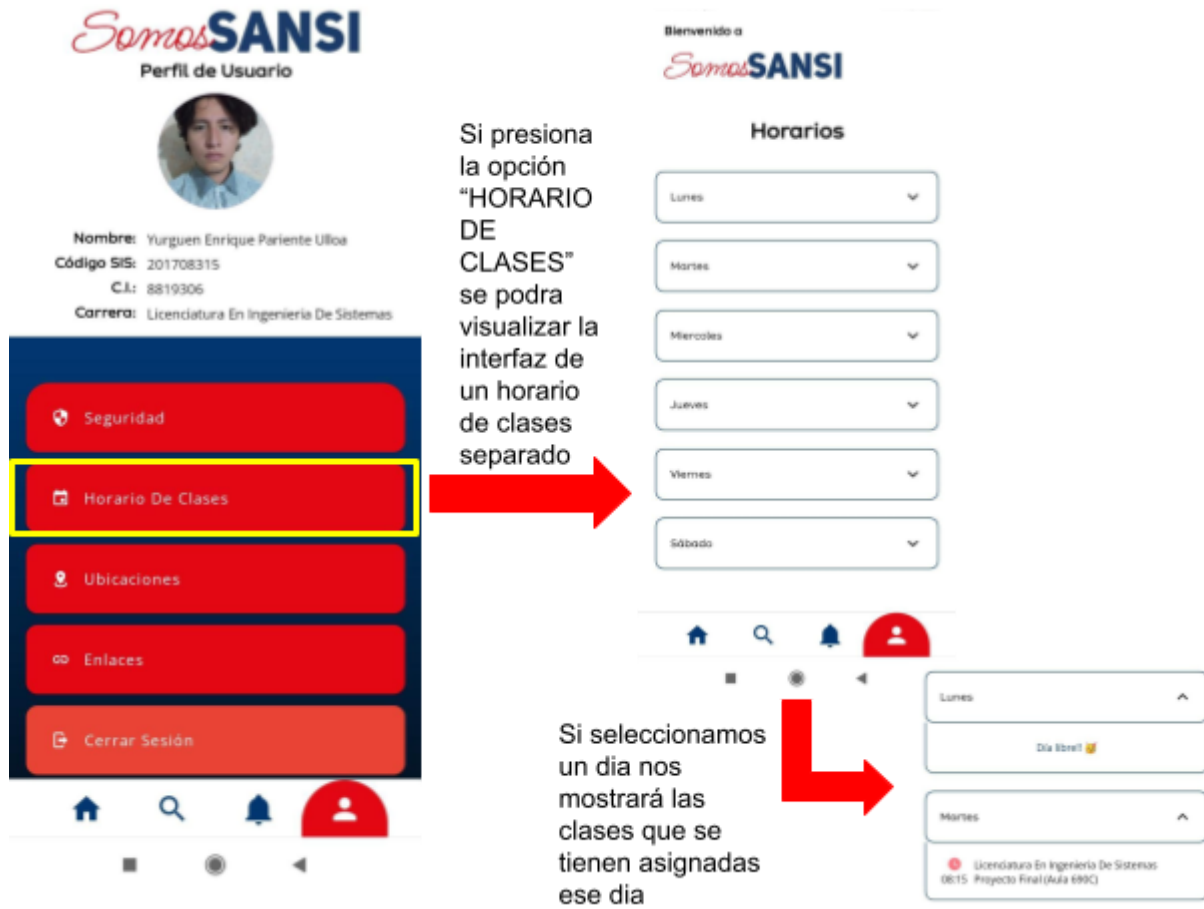 SomosSANSI
Perfil de Usuario
Nombre: Yurguen Enrique Pariente Ulloa
Código SIS: 201708315
C.I.: 8819306
Carrera: Licenciatura En Ingenieria De Sistemas
Seguridad
Horario De Clases
Ubicaciones
Enlaces
Cerrar Sesión
Si presiona
la opción
“HORARIO
DE
CLASES”
se podra
visualizar la
interfaz de
un horario
de clases
separado
Bienvenido a
SomosSANSI
Horarios
Lunes
Martes
Miercoles
Jueves
Viernes
Sábado
Si seleccionamos
un dia nos
mostrará las
clases que se
tienen asignadas
ese dia
Lunes
Día libre!! 🥳
Martes
Licenciatura En Ingenieria De Sistemas
08:15 Proyecto Final (Aula 690C)